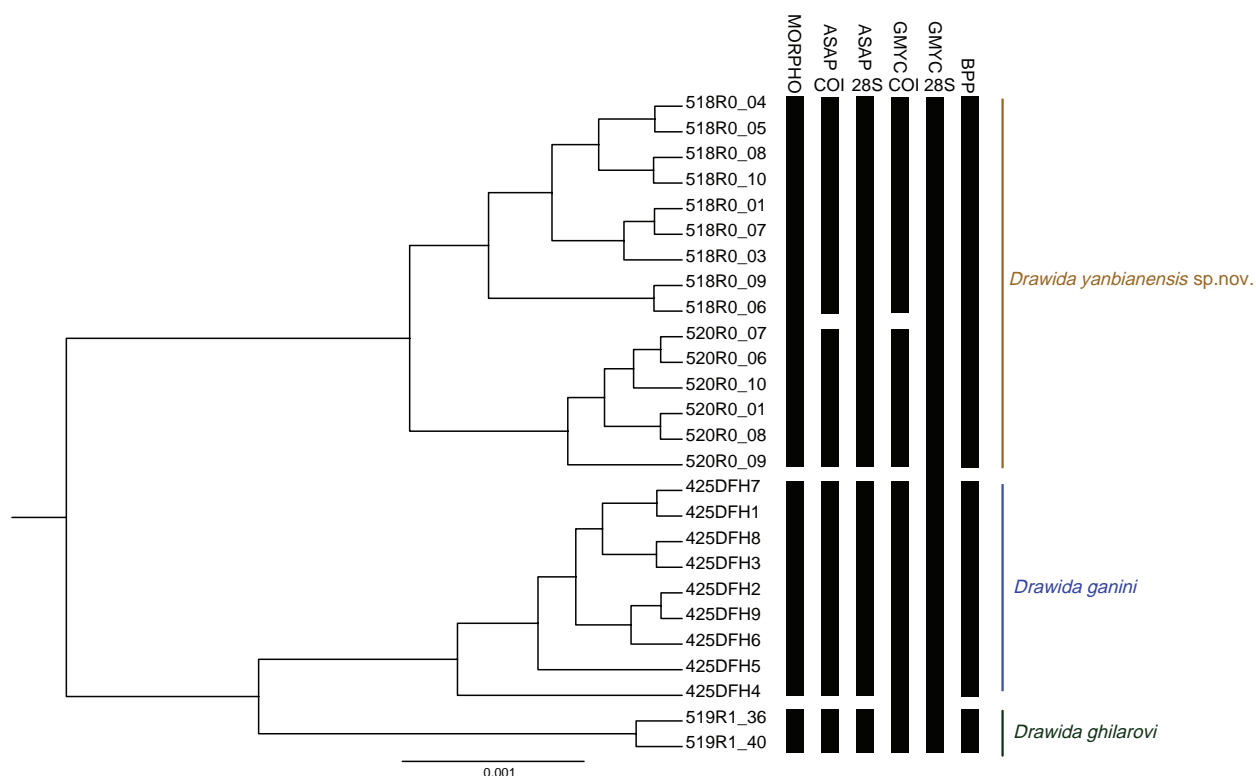 MORPHO
ASAP
COI
ASAP
28S
GMYC
COI
GMYC
28S
BPP
518R0_04
518R0_05
518R0_08
518R0_10
518R0_01
518R0_07
518R0_03
518R0_09
518R0_06
520R0_07
520R0_06
520R0_10
520R0_01
520R0_08
520R0_09
425DFH7
425DFH1
425DFH8
425DFH3
425DFH2
425DFH9
425DFH6
425DFH5
425DFH4
519R1_36
519R1_40
Drawida yanbianensis sp.nov.
Drawida ganini
Drawida ghilarovi
0.001